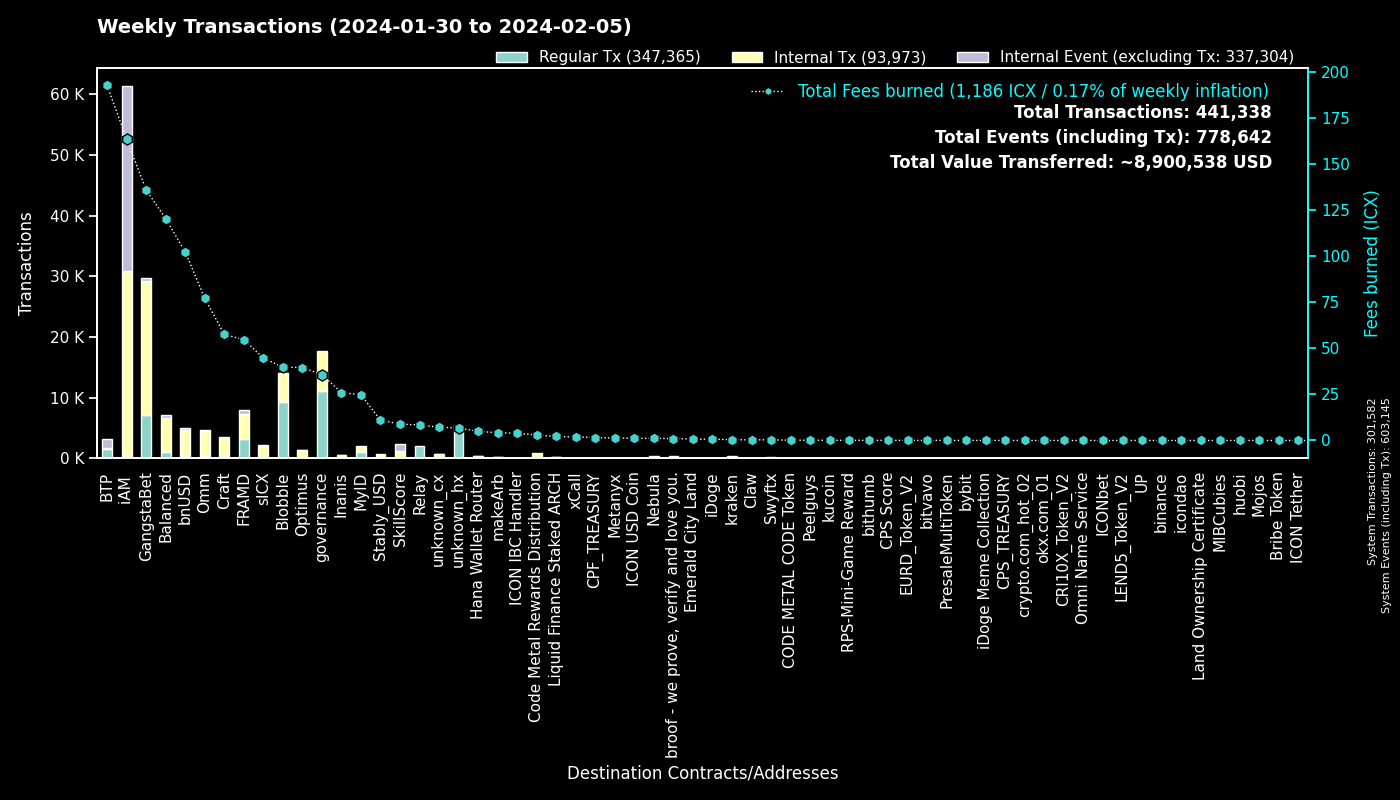 Weekly Transactions (2024-01-30 to 2024-02-05)
Regular Tx (347,365)
Internal Tx (93,973)
Internal Event (excluding Tx: 337,304)
Total Fees burned (1,186 ICX / 0.17% of weekly inflation)
Total Transactions: 441,338
Total Events (including Tx): 778,642
Total Value Transferred: ~8,900,538 USD
Transactions
60 K
50 K
40 K
30 K
20 K
10 K
0 K
200
175
150
125
100
75
50
25
0
Fees burned (ICX)
System Transactions: 301,582
System Events (including Tx): 603,145
BTP
iAM
GangstaBet
Balanced
bnUSD
Omm
Craft
FRAMD
sICX
Blobble
Optimus
governance
Inanis
MyID
Stably_USD
SkillScore
Relay
unknown_cx
unknown_hx
Hana Wallet Router
makeArb
ICON IBC Handler
Code Metal Rewards Distribution
Liquid Finance Staked ARCH
xCall
CPF_TREASURY
Metanyx
ICON USD Coin
Nebula
broof - we prove, verify and love you.
Emerald City Land
iDoge
kraken
Claw
Swyftx
CODE METAL CODE Token
Peelguys
kucoin
RPS-Mini-Game Reward
bithumb
CPS Score
EURD_Token_V2
bitvavo
PresaleMultiToken
bybit
iDoge Meme Collection
CPS_TREASURY
crypto.com_hot_02
okx.com_01
CRI10X_Token_V2
Omni Name Service
ICONbet
LEND5_Token_V2
UP
binance
icondao
Land Ownership Certificate
MIBCubies
huobi
Mojos
Bribe Token
ICON Tether
Destination Contracts/Addresses